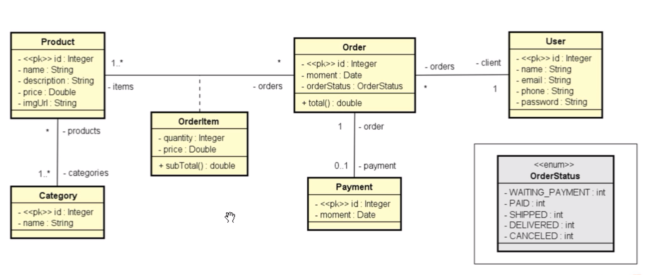 Product
- <<pk>> id : Integer
- name : String
- description : String
- price : Double
- imgUrl : String
1..*
*
- items
- orders
Order
- <<pk>> id : Integer
- moment : Date
- orderStatus : OrderStatus
+ total() : double
- orders
- client
*
1
User
- <<pk>> id : Integer
- name : String
- email : String
- phone : String
- password : String
OrderItem
- quantity : Integer
- price : Double
+ subTotal() : double
* - products
1..* - categories
1 - order
0..1 - payment
Category
- <<pk>> id : Integer
- name : String
Payment
- <<pk>> id : Integer
- moment : Date
<<enum>>
OrderStatus
- WAITING_PAYMENT : int
- PAID : int
- SHIPPED : int
- DELIVERED : int
- CANCELED : int